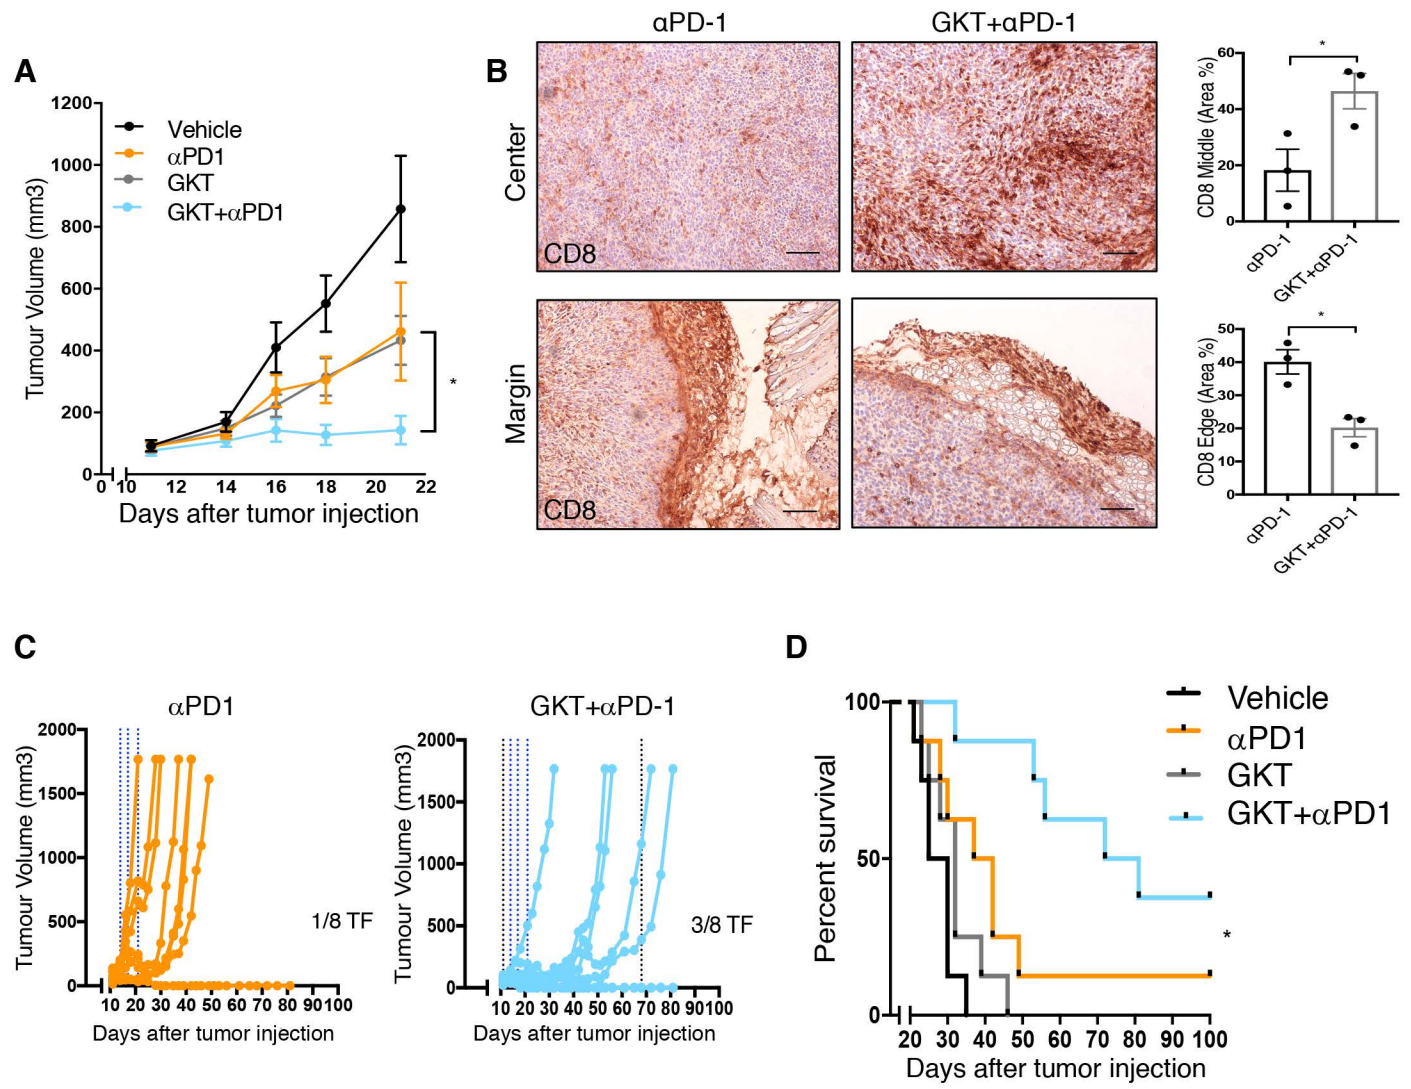 A
1200
1000
800
600
400
200
0
0 10 12 14 16 18 20 22
Tumour Volume (mm3)
Days after tumor injection
Vehicle
αPD1
GKT
GKT+αPD1
*
B
αPD-1
GKT+αPD-1
Center
CD8
Margin
CD8
CD8 Middle (Area %)
60
40
20
0
*
αPD-1
GKT+αPD-1
CD8 Edge (Area %)
50
40
30
20
10
0
*
αPD-1
GKT+αPD-1
C
αPD1
Tumour Volume (mm3)
2000
1500
1000
500
0
1/8 TF
10 20 30 40 50 60 70 80 90 100
Days after tumor injection
GKT+αPD-1
Tumour Volume (mm3)
2000
1500
1000
500
0
3/8 TF
10 20 30 40 50 60 70 80 90 100
Days after tumor injection
D
Percent survival
100
50
0
20 30 40 50 60 70 80 90 100
Days after tumor injection
Vehicle
αPD1
GKT
GKT+αPD1
*